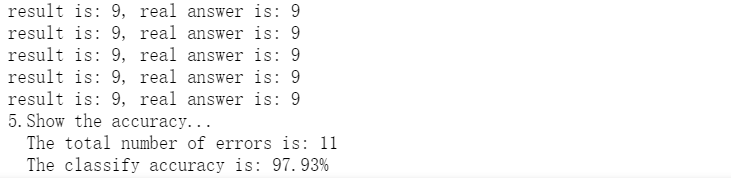 result is: 9, real answer is: 9
result is: 9, real answer is: 9
result is: 9, real answer is: 9
result is: 9, real answer is: 9
result is: 9, real answer is: 9
5.Show the accuracy...
The total number of errors is: 11
The classify accuracy is: 97.93%